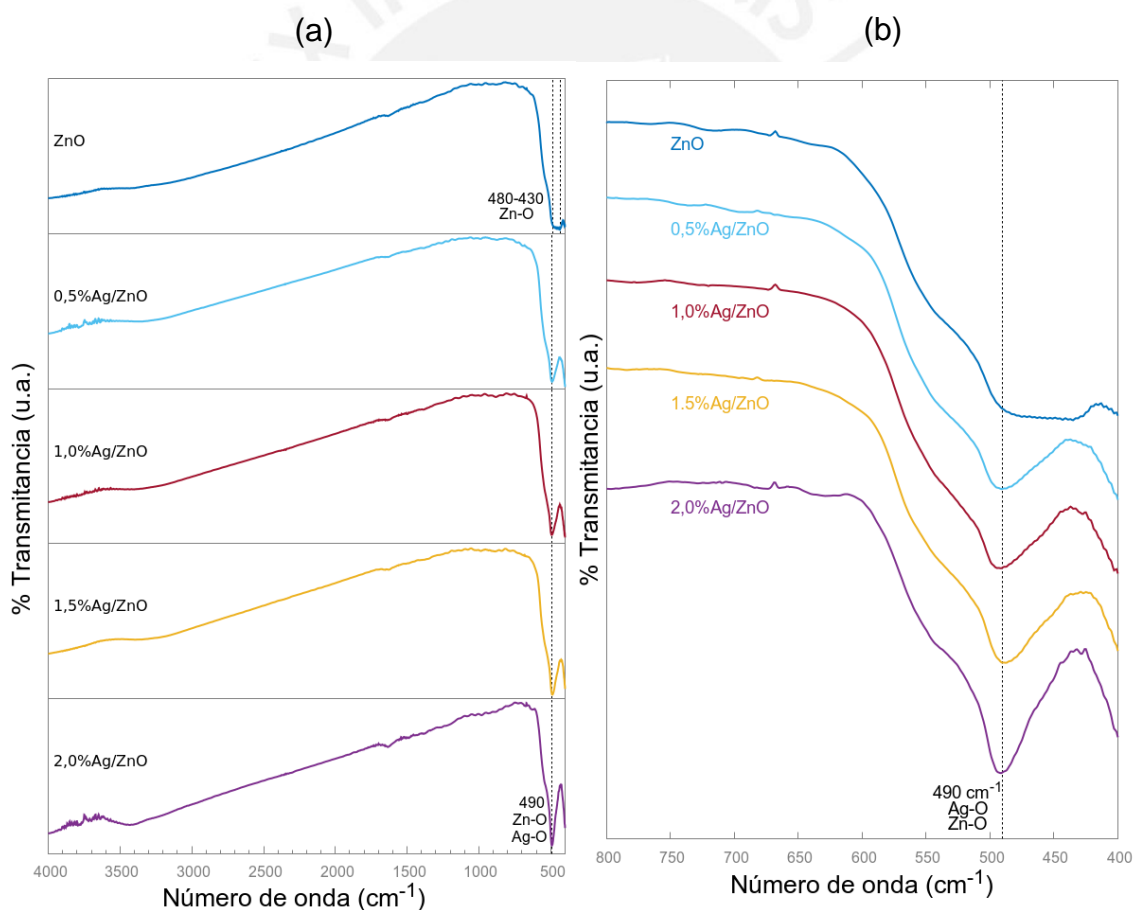 (a)
(b)
% Transmitancia (u.a.)
ZnO
480-430
Zn-O
0,5%Ag/ZnO
1,0%Ag/ZnO
1,5%Ag/ZnO
2,0%Ag/ZnO
490
Zn-O
Ag-O
4000 3500 3000 2500 2000 1500 1000 500
Número de onda (cm⁻¹)
% Transmitancia (u.a.)
ZnO
0,5%Ag/ZnO
1,0%Ag/ZnO
1.5%Ag/ZnO
2,0%Ag/ZnO
490 cm⁻¹
Ag-O
Zn-O
800 750 700 650 600 550 500 450 400
Número de onda (cm⁻¹)